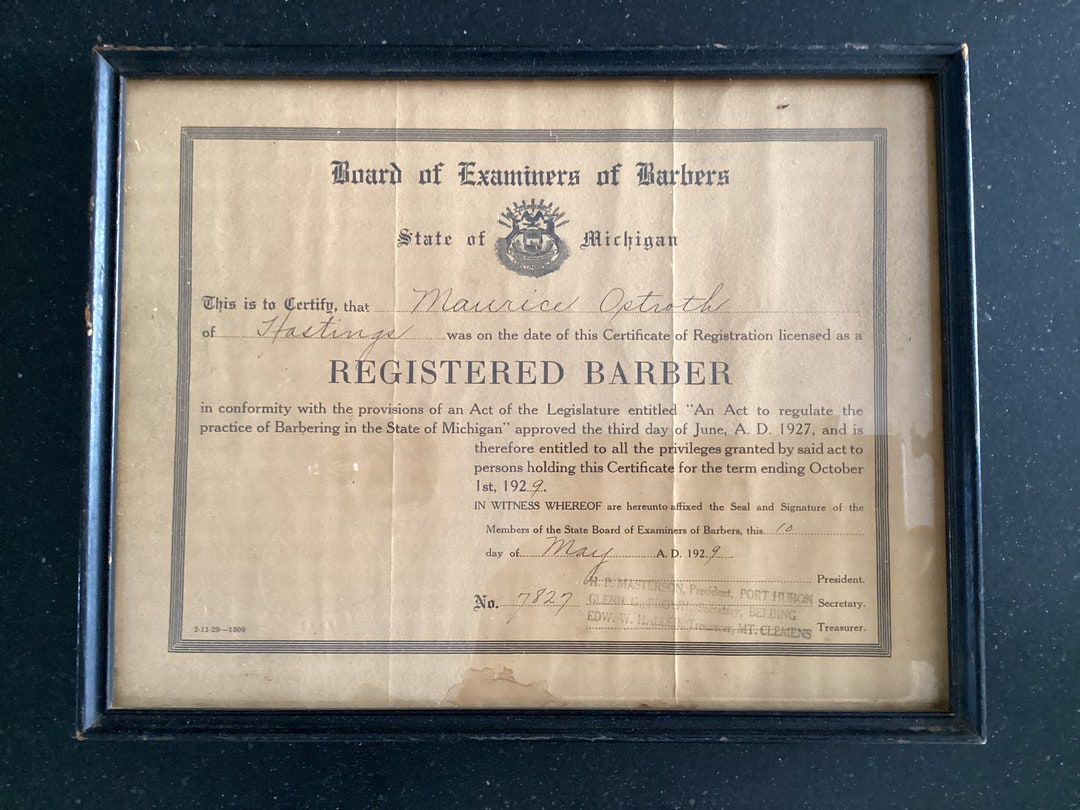 Board of Examiners of Barbers
State of Michigan
This is to Certify, that Maurice Ostroth
of Hastings was on the date of this Certificate of Registration licensed as a
REGISTERED BARBER
in conformity with the provisions of an Act of the Legislature entitled "An Act to regulate the
practice of Barbering in the State of Michigan" approved the third day of June, A. D. 1927, and is
therefore entitled to all the privileges granted by said act to
persons holding this Certificate for the term ending October
1st, 1929.
IN WITNESS WHEREOF are hereunto affixed the Seal and Signature of the
Members of the State Board of Examiners of Barbers, this 10
day of May A. D. 1929
H. P. MASTERSON, President, PORT HURON President.
No. 7827 GLENN Secretary, BELDING Secretary.
EDW. W. Treasurer, MT. CLEMENS Treasurer.
2-11-29—1500